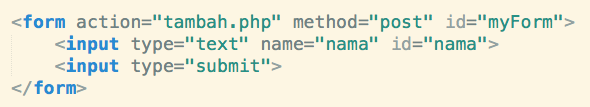 <form action="tambah.php" method="post" id="myForm">
    <input type="text" name="nama" id="nama">
    <input type="submit">
</form>